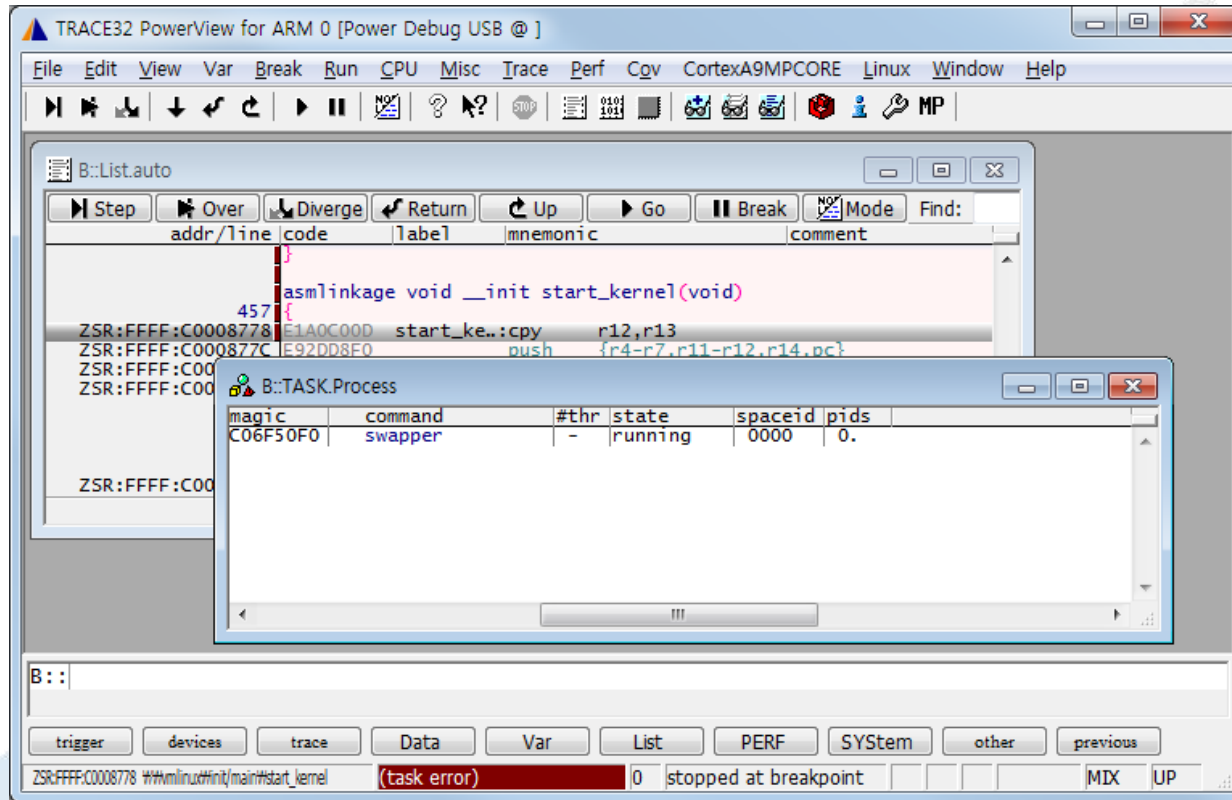 TRACE32 PowerView for ARM 0 [Power Debug USB @ ]
File Edit View Var Break Run CPU Misc Trace Perf Cov CortexA9MPCORE Linux Window Help
MP
B::List.auto
Step Over Diverge Return Up Go Break Mode Find:
addr/line code label mnemonic comment
}
asmlinkage void __init start_kernel(void)
457 {
ZSR:FFFF:C0008778 E1A0C00D start_ke..:cpy r12,r13
ZSR:FFFF:C000877C E92DD8F0 push {r4-r7,r11-r12,r14,pc}
ZSR:FFFF:C00
ZSR:FFFF:C00
ZSR:FFFF:C00
B::TASK.Process
magic command #thr state spaceid pids
C06F50F0 swapper - running 0000 0.
B::
trigger devices trace Data Var List PERF SYStem other previous
ZSR:FFFF:C0008778 \\vmlinux\init/main\start_kernel (task error) 0 stopped at breakpoint MIX UP